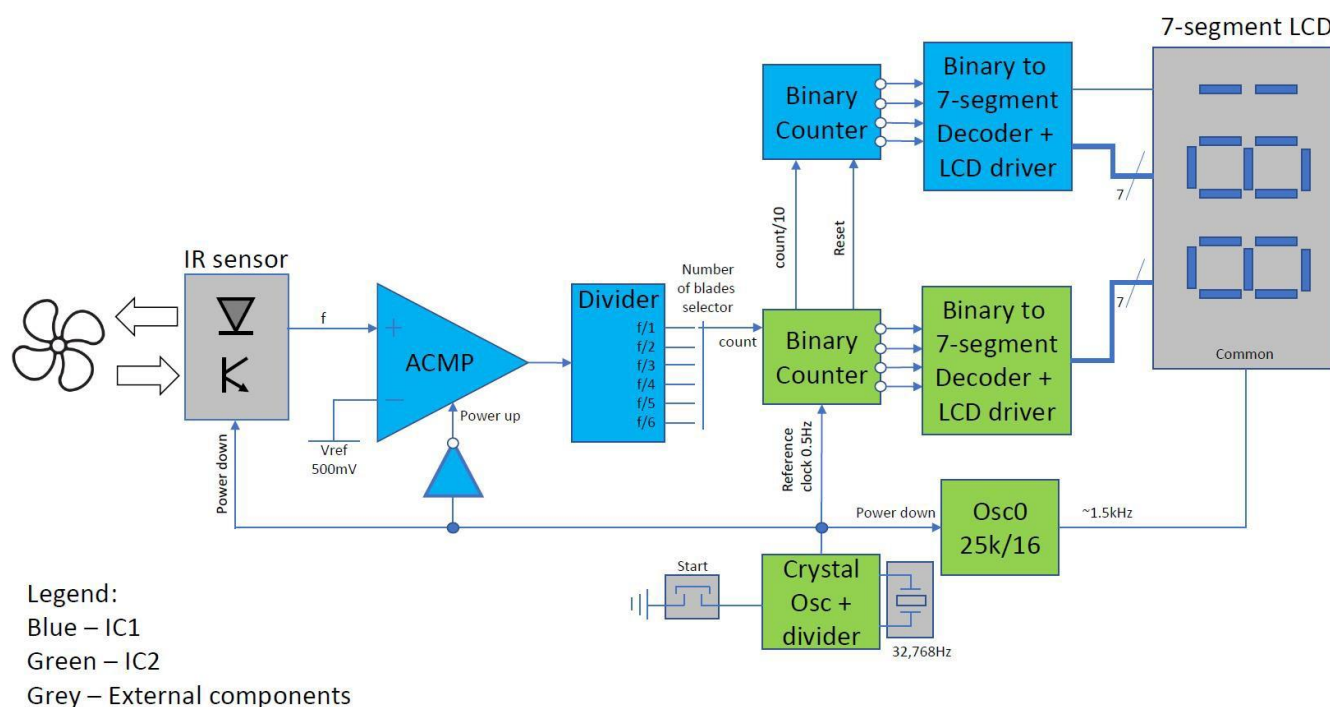 7-segment LCD
Binary
Counter
Binary to
7-segment
Decoder +
LCD driver
7
count/10
Reset
IR sensor
f
+
ACMP
Power up
Vref
500mV
Power down
Divider
f/1
f/2
f/3
f/4
f/5
f/6
Number
of blades
selector
count
Binary
Counter
Binary to
7-segment
Decoder +
LCD driver
7
Common
Reference
clock 0.5Hz
Power down
Osc0
25k/16
~1.5kHz
Start
Crystal
Osc +
divider
32,768Hz
Legend:
Blue – IC1
Green – IC2
Grey – External components